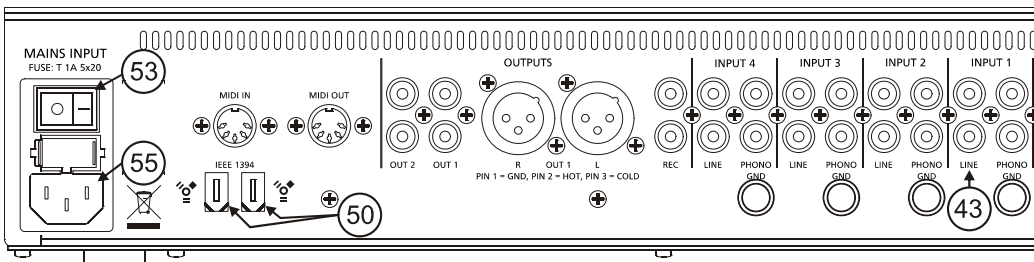 MAINS INPUT
FUSE: T 1A 5x20
53
55
MIDI IN
MIDI OUT
IEEE 1394
50
OUTPUTS
OUT 2
OUT 1
R
OUT 1
L
PIN 1 = GND, PIN 2 = HOT, PIN 3 = COLD
REC
INPUT 4
LINE
PHONO
GND
INPUT 3
LINE
PHONO
GND
INPUT 2
LINE
PHONO
GND
INPUT 1
LINE
PHONO
GND
43